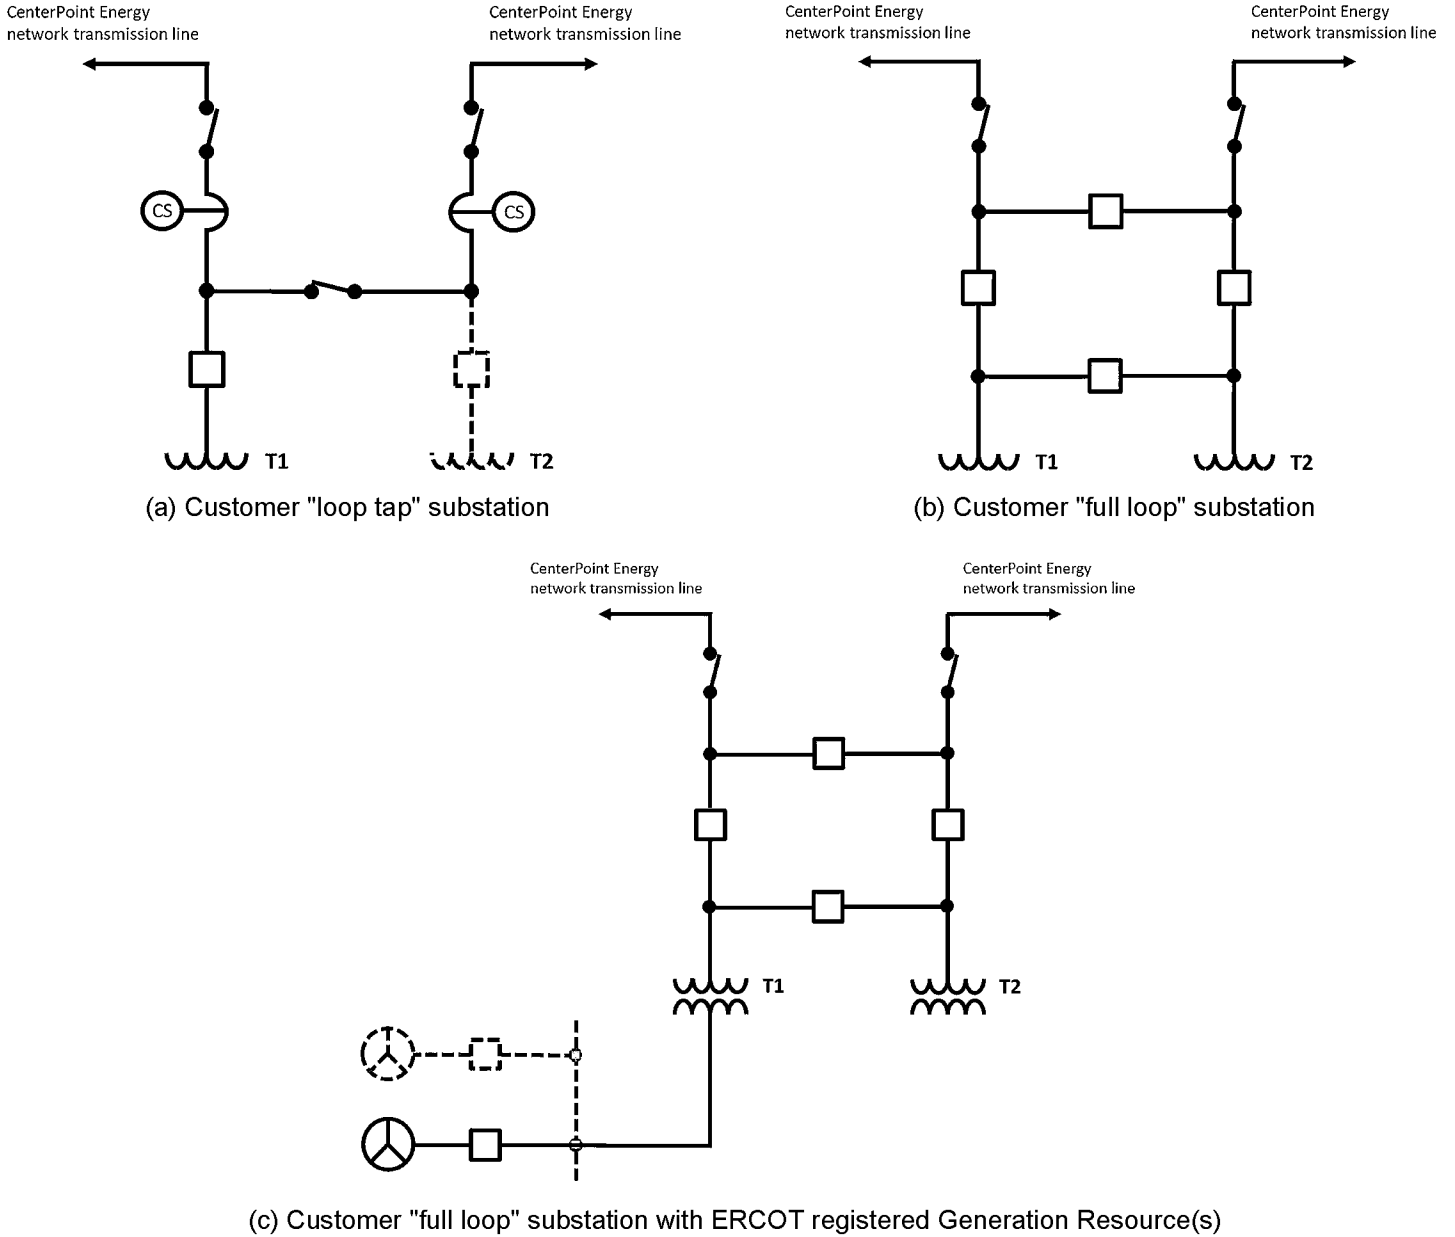 CenterPoint Energy
network transmission line
CenterPoint Energy
network transmission line
CS
CS
T1
T2
(a) Customer "loop tap" substation
CenterPoint Energy
network transmission line
CenterPoint Energy
network transmission line
T1
T2
(b) Customer "full loop" substation
CenterPoint Energy
network transmission line
CenterPoint Energy
network transmission line
T1
T2
(c) Customer "full loop" substation with ERCOT registered Generation Resource(s)